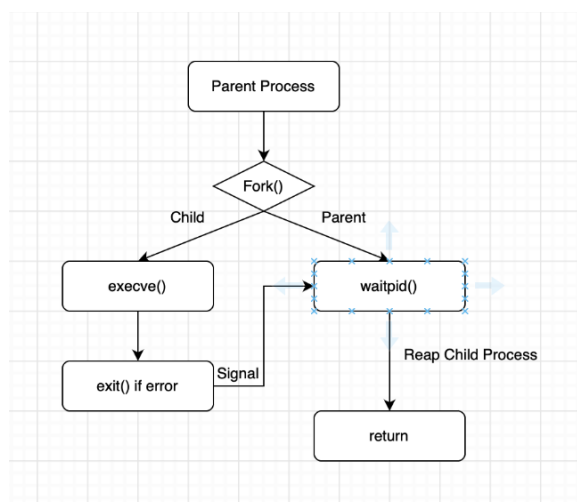 Parent Process
Fork()
Child
Parent
execve()
waitpid()
Reap Child Process
Signal
exit() if error
return